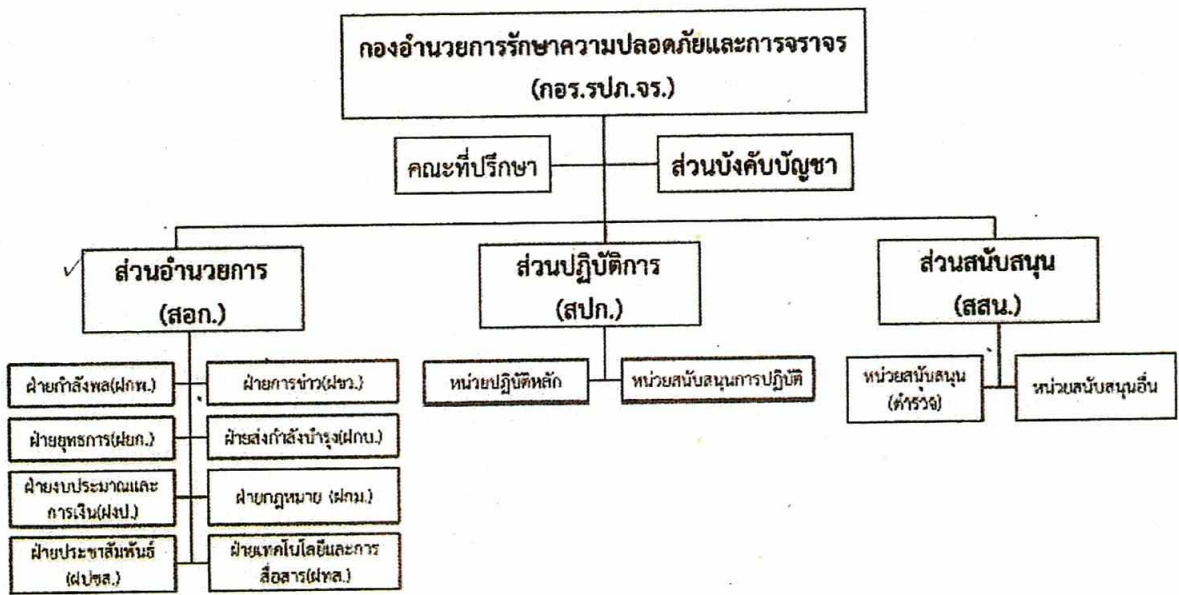 กองอำนวยการรักษาความปลอดภัยและการจราจร
(กอร.รปภ.จร.)
คณะที่ปรึกษา
ส่วนบังคับบัญชา
ส่วนอำนวยการ
(สอก.)
ส่วนปฏิบัติการ
(สปก.)
ส่วนสนับสนุน
(สสน.)
ฝ่ายกำลังพล(ฝกพ.)
ฝ่ายการข่าว(ฝขว.)
ฝ่ายยุทธการ(ฝยก.)
ฝ่ายส่งกำลังบำรุง(ฝกบ.)
ฝ่ายงบประมาณและ
การเงิน(ฝงป.)
ฝ่ายกฎหมาย (ฝกม.)
ฝ่ายประชาสัมพันธ์
(ฝปชส.)
ฝ่ายเทคโนโลยีและการ
สื่อสาร(ฝทส.)
หน่วยปฏิบัติหลัก
หน่วยสนับสนุนการปฏิบัติ
หน่วยสนับสนุน
(ตำรวจ)
หน่วยสนับสนุนอื่น